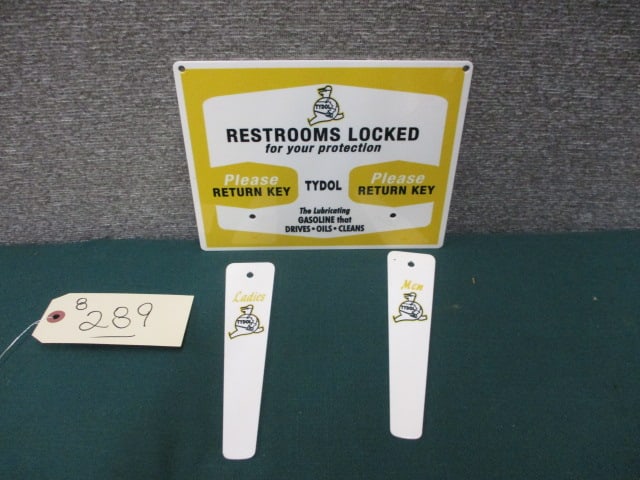 TYDOL
RESTROOMS LOCKED
for your protection
Please
RETURN KEY
TYDOL
Please
RETURN KEY
The Lubricating
GASOLINE that
DRIVES • OILS • CLEANS
Ladies
TYDOL
Men
TYDOL
8
289